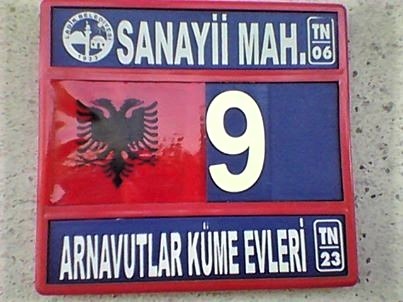 SANAYİİ MAH. TN 06
9
ARNAVUTLAR KÜME EVLERİ TN 23